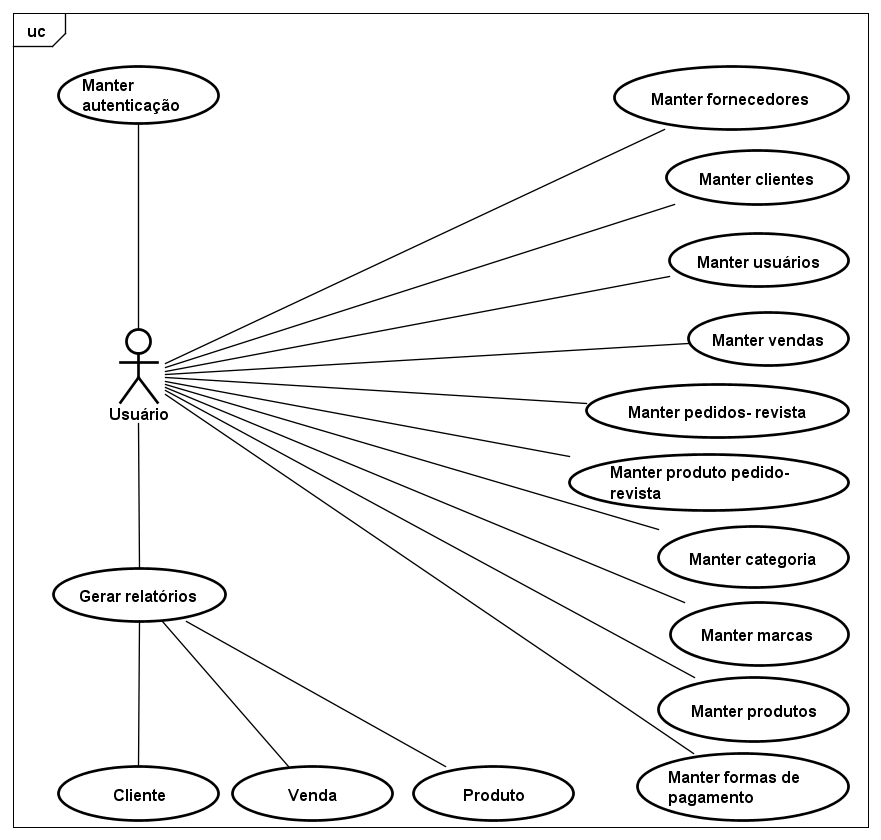 uc
Manter
autenticação
Manter fornecedores
Manter clientes
Manter usuários
Manter vendas
Usuário
Manter pedidos- revista
Manter produto pedido-
revista
Manter categoria
Gerar relatórios
Manter marcas
Manter produtos
Manter formas de
pagamento
Cliente
Venda
Produto